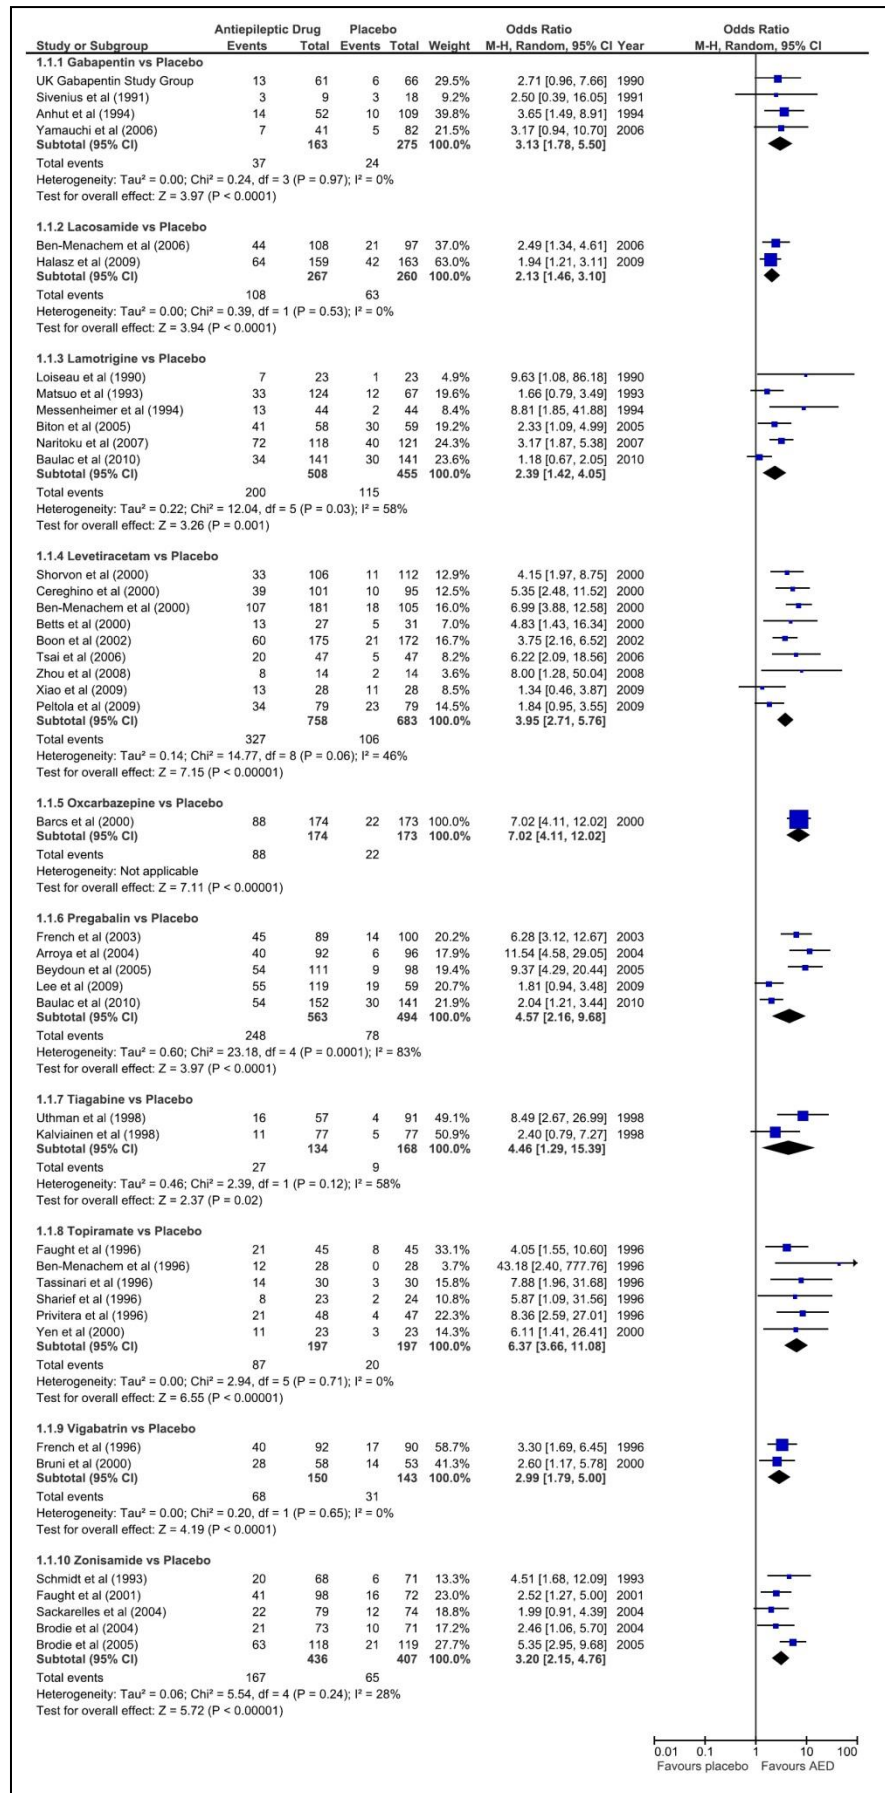 Antiepileptic Drug Placebo Odds Ratio Odds Ratio
Study or Subgroup Events Total Events Total Weight M-H, Random, 95% CI Year M-H, Random, 95% CI
1.1.1 Gabapentin vs Placebo
UK Gabapentin Study Group 13 61 6 66 29.5% 2.71 [0.96, 7.66] 1990
Sivenius et al (1991) 3 9 3 18 9.2% 2.50 [0.39, 16.05] 1991
Anhut et al (1994) 14 52 10 109 39.8% 3.65 [1.49, 8.91] 1994
Yamauchi et al (2006) 7 41 5 82 21.5% 3.17 [0.94, 10.70] 2006
Subtotal (95% CI) 163 275 100.0% 3.13 [1.78, 5.50]
Total events 37 24
Heterogeneity: Tau² = 0.00; Chi² = 0.24, df = 3 (P = 0.97); I² = 0%
Test for overall effect: Z = 3.97 (P < 0.0001)
1.1.2 Lacosamide vs Placebo
Ben-Menachem et al (2006) 44 108 21 97 37.0% 2.49 [1.34, 4.61] 2006
Halasz et al (2009) 64 159 42 163 63.0% 1.94 [1.21, 3.11] 2009
Subtotal (95% CI) 267 260 100.0% 2.13 [1.46, 3.10]
Total events 108 63
Heterogeneity: Tau² = 0.00; Chi² = 0.39, df = 1 (P = 0.53); I² = 0%
Test for overall effect: Z = 3.94 (P < 0.0001)
1.1.3 Lamotrigine vs Placebo
Loiseau et al (1990) 7 23 1 23 4.9% 9.63 [1.08, 86.18] 1990
Matsuo et al (1993) 33 124 12 67 19.6% 1.66 [0.79, 3.49] 1993
Messenheimer et al (1994) 13 44 2 44 8.4% 8.81 [1.85, 41.88] 1994
Biton et al (2005) 41 58 30 59 19.2% 2.33 [1.09, 4.99] 2005
Naritoku et al (2007) 72 118 40 121 24.3% 3.17 [1.87, 5.38] 2007
Baulac et al (2010) 34 141 30 141 23.6% 1.18 [0.67, 2.05] 2010
Subtotal (95% CI) 508 455 100.0% 2.39 [1.42, 4.05]
Total events 200 115
Heterogeneity: Tau² = 0.22; Chi² = 12.04, df = 5 (P = 0.03); I² = 58%
Test for overall effect: Z = 3.26 (P = 0.001)
1.1.4 Levetiracetam vs Placebo
Shorvon et al (2000) 33 106 11 112 12.9% 4.15 [1.97, 8.75] 2000
Cereghino et al (2000) 39 101 10 95 12.5% 5.35 [2.48, 11.52] 2000
Ben-Menachem et al (2000) 107 181 18 105 16.0% 6.99 [3.88, 12.58] 2000
Betts et al (2000) 13 27 5 31 7.0% 4.83 [1.43, 16.34] 2000
Boon et al (2002) 60 175 21 172 16.7% 3.75 [2.16, 6.52] 2002
Tsai et al (2006) 20 47 5 47 8.2% 6.22 [2.09, 18.56] 2006
Zhou et al (2008) 8 14 2 14 3.6% 8.00 [1.28, 50.04] 2008
Xiao et al (2009) 13 28 11 28 8.5% 1.34 [0.46, 3.87] 2009
Peltola et al (2009) 34 79 23 79 14.5% 1.84 [0.95, 3.55] 2009
Subtotal (95% CI) 758 683 100.0% 3.95 [2.71, 5.76]
Total events 327 106
Heterogeneity: Tau² = 0.14; Chi² = 14.77, df = 8 (P = 0.06); I² = 46%
Test for overall effect: Z = 7.15 (P < 0.00001)
1.1.5 Oxcarbazepine vs Placebo
Barcs et al (2000) 88 174 22 173 100.0% 7.02 [4.11, 12.02] 2000
Subtotal (95% CI) 174 173 100.0% 7.02 [4.11, 12.02]
Total events 88 22
Heterogeneity: Not applicable
Test for overall effect: Z = 7.11 (P < 0.00001)
1.1.6 Pregabalin vs Placebo
French et al (2003) 45 89 14 100 20.2% 6.28 [3.12, 12.67] 2003
Arroya et al (2004) 40 92 6 96 17.9% 11.54 [4.58, 29.05] 2004
Beydoun et al (2005) 54 111 9 98 19.4% 9.37 [4.29, 20.44] 2005
Lee et al (2009) 55 119 19 59 20.7% 1.81 [0.94, 3.48] 2009
Baulac et al (2010) 54 152 30 141 21.9% 2.04 [1.21, 3.44] 2010
Subtotal (95% CI) 563 494 100.0% 4.57 [2.16, 9.68]
Total events 248 78
Heterogeneity: Tau² = 0.60; Chi² = 23.18, df = 4 (P = 0.0001); I² = 83%
Test for overall effect: Z = 3.97 (P < 0.0001)
1.1.7 Tiagabine vs Placebo
Uthman et al (1998) 16 57 4 91 49.1% 8.49 [2.67, 26.99] 1998
Kalviainen et al (1998) 11 77 5 77 50.9% 2.40 [0.79, 7.27] 1998
Subtotal (95% CI) 134 168 100.0% 4.46 [1.29, 15.39]
Total events 27 9
Heterogeneity: Tau² = 0.46; Chi² = 2.39, df = 1 (P = 0.12); I² = 58%
Test for overall effect: Z = 2.37 (P = 0.02)
1.1.8 Topiramate vs Placebo
Faught et al (1996) 21 45 8 45 33.1% 4.05 [1.55, 10.60] 1996
Ben-Menachem et al (1996) 12 28 0 28 3.7% 43.18 [2.40, 777.76] 1996
Tassinari et al (1996) 14 30 3 30 15.8% 7.88 [1.96, 31.68] 1996
Sharief et al (1996) 8 23 2 24 10.8% 5.87 [1.09, 31.56] 1996
Privitera et al (1996) 21 48 4 47 22.3% 8.36 [2.59, 27.01] 1996
Yen et al (2000) 11 23 3 23 14.3% 6.11 [1.41, 26.41] 2000
Subtotal (95% CI) 197 197 100.0% 6.37 [3.66, 11.08]
Total events 87 20
Heterogeneity: Tau² = 0.00; Chi² = 2.94, df = 5 (P = 0.71); I² = 0%
Test for overall effect: Z = 6.55 (P < 0.00001)
1.1.9 Vigabatrin vs Placebo
French et al (1996) 40 92 17 90 58.7% 3.30 [1.69, 6.45] 1996
Bruni et al (2000) 28 58 14 53 41.3% 2.60 [1.17, 5.78] 2000
Subtotal (95% CI) 150 143 100.0% 2.99 [1.79, 5.00]
Total events 68 31
Heterogeneity: Tau² = 0.00; Chi² = 0.20, df = 1 (P = 0.65); I² = 0%
Test for overall effect: Z = 4.19 (P < 0.0001)
1.1.10 Zonisamide vs Placebo
Schmidt et al (1993) 20 68 6 71 13.3% 4.51 [1.68, 12.09] 1993
Faught et al (2001) 41 98 16 72 23.0% 2.52 [1.27, 5.00] 2001
Sackarelles et al (2004) 22 79 12 74 18.8% 1.99 [0.91, 4.39] 2004
Brodie et al (2004) 21 73 10 71 17.2% 2.46 [1.06, 5.70] 2004
Brodie et al (2005) 63 118 21 119 27.7% 5.35 [2.95, 9.68] 2005
Subtotal (95% CI) 436 407 100.0% 3.20 [2.15, 4.76]
Total events 167 65
Heterogeneity: Tau² = 0.06; Chi² = 5.54, df = 4 (P = 0.24); I² = 28%
Test for overall effect: Z = 5.72 (P < 0.00001)
0.01 0.1 1 10 100
Favours placebo Favours AED